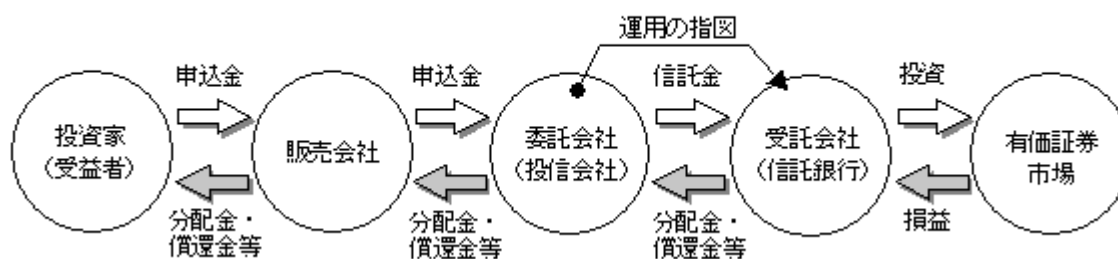 運用の指図
申込金
申込金
信託金
投資
投資家
(受益者)
販売会社
委託会社
(投信会社)
受託会社
(信託銀行)
有価証券
市場
分配金・
償還金等
分配金・
償還金等
分配金・
償還金等
損益